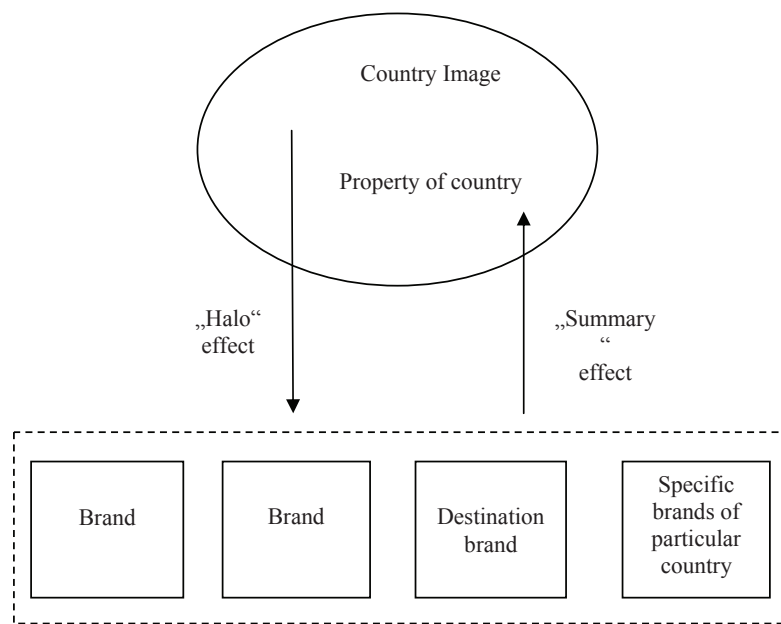 Country Image
Property of country
„Halo“
effect
„Summary
“
effect
Brand
Brand
Destination
brand
Specific
brands of
particular
country